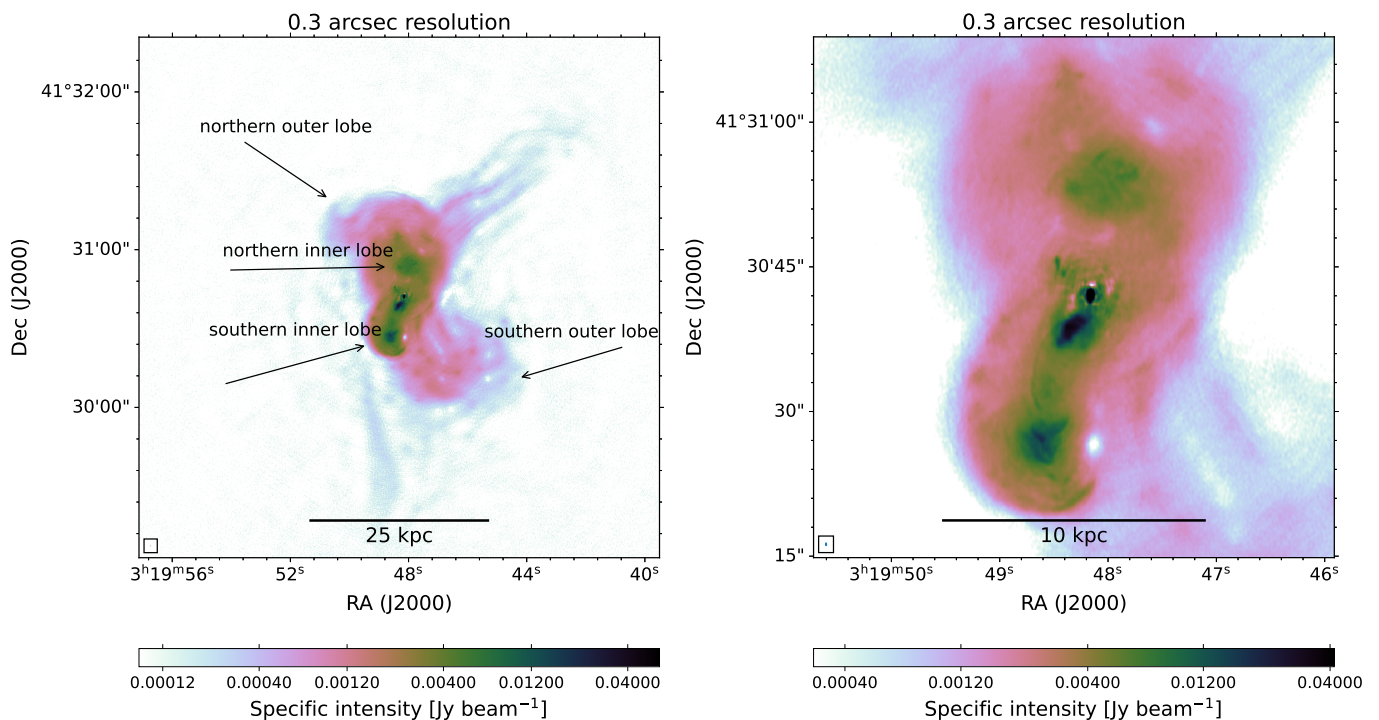 0.3 arcsec resolution
41°32'00"
31'00"
30'00"
Dec (J2000)
northern outer lobe
northern inner lobe
southern inner lobe
southern outer lobe
25 kpc
3ʰ19ᵐ56ˢ 52ˢ 48ˢ 44ˢ 40ˢ
RA (J2000)
0.00012 0.00040 0.00120 0.00400 0.01200 0.04000
Specific intensity [Jy beam⁻¹]
0.3 arcsec resolution
41°31'00"
30'45"
30"
15"
Dec (J2000)
10 kpc
3ʰ19ᵐ50ˢ 49ˢ 48ˢ 47ˢ 46ˢ
RA (J2000)
0.00040 0.00120 0.00400 0.01200 0.04000
Specific intensity [Jy beam⁻¹]